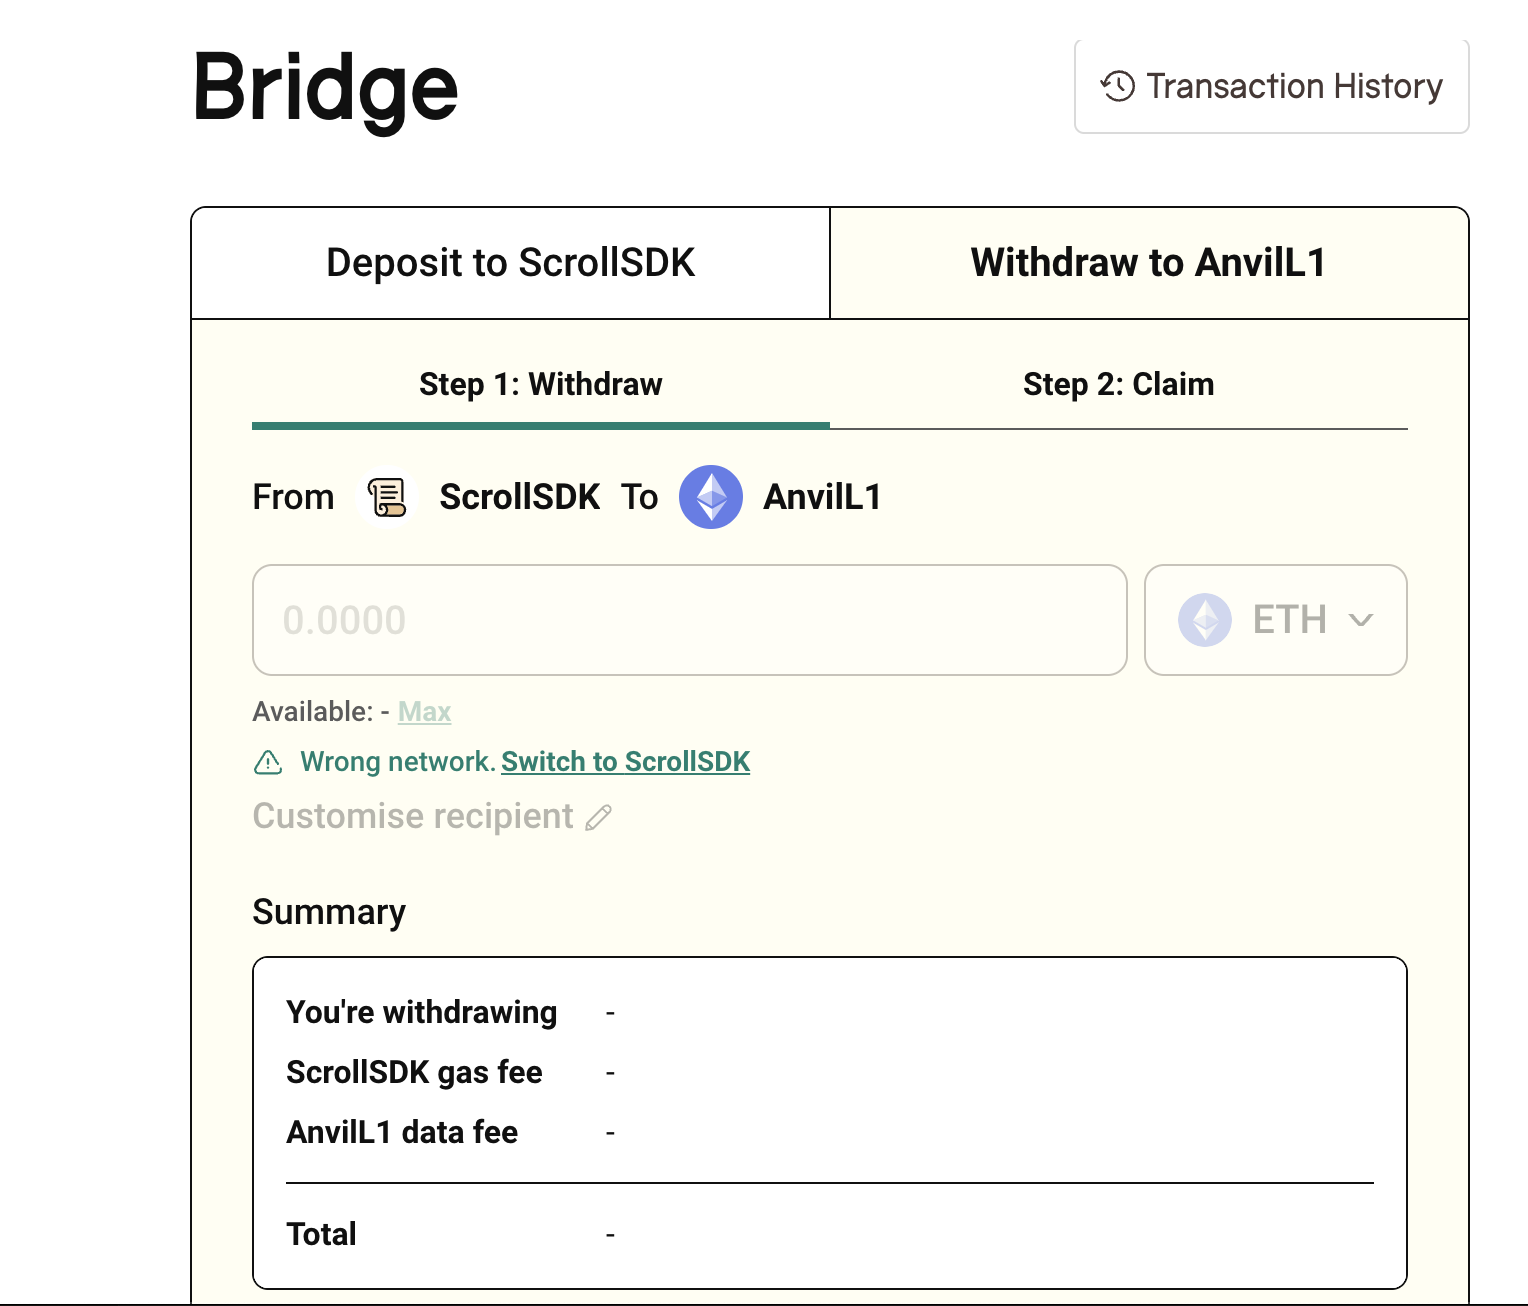 Bridge
Transaction History
Deposit to ScrollSDK
Withdraw to AnvilL1
Step 1: Withdraw
Step 2: Claim
From ScrollSDK To AnvilL1
0.0000
ETH
Available: - Max
Wrong network. Switch to ScrollSDK
Customise recipient
Summary
You're withdrawing -
ScrollSDK gas fee -
AnvilL1 data fee -
Total -